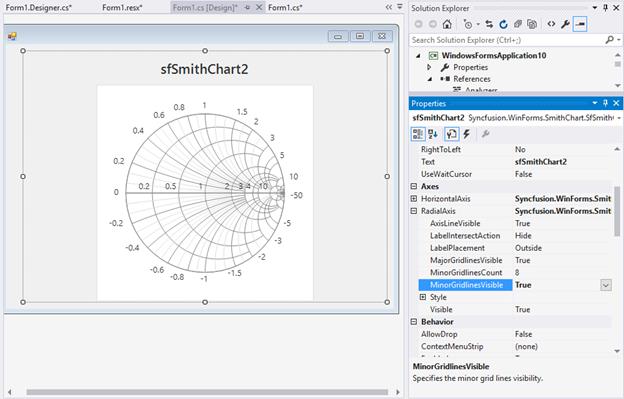 Form1.Designer.cs* Form1.resx* Form1.cs [Design]* Form1.cs*
sfSmithChart2
1
0.8 1.5
0.6 2
0.4 3
5
0.2 10
0 0.2 0.5 1 2 3 4 10 -50
-0.2 -5
-0.4 -3
-0.6 -2
-0.8 -1.5
-1
Solution Explorer
Search Solution Explorer (Ctrl+;)
WindowsFormsApplication10
Properties
References
Analyzers
Properties
sfSmithChart2 Syncfusion.WinForms.SmithChart.SfSmith
RightToLeft No
Text sfSmithChart2
UseWaitCursor False
Axes
HorizontalAxis Syncfusion.WinForms.Smit
RadialAxis Syncfusion.WinForms.Smit
AxisLineVisible True
LabelIntersectAction Hide
LabelPlacement Outside
MajorGridlinesVisible True
MinorGridlinesCount 8
MinorGridlinesVisible True
Style
Visible True
Behavior
AllowDrop False
ContextMenuStrip (none)
MinorGridlinesVisible
Specifies the minor grid lines visibility.